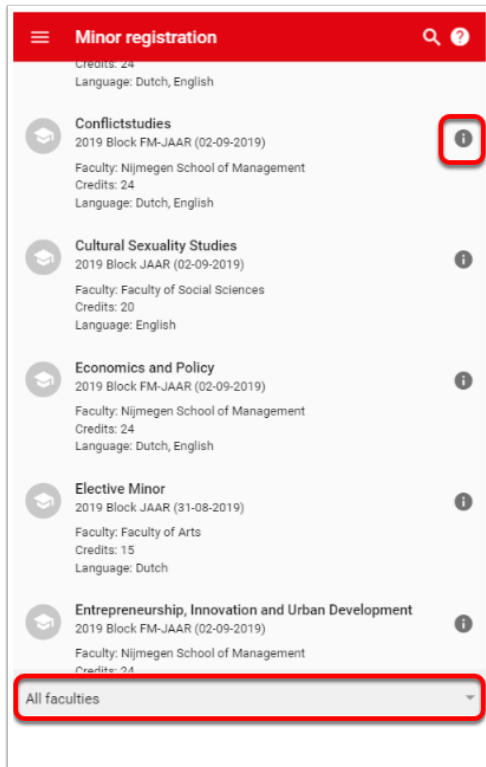 Minor registration
Credits: 24
Language: Dutch, English
Conflictstudies
2019 Block FM-JAAR (02-09-2019)
Faculty: Nijmegen School of Management
Credits: 24
Language: Dutch, English
Cultural Sexuality Studies
2019 Block JAAR (02-09-2019)
Faculty: Faculty of Social Sciences
Credits: 20
Language: English
Economics and Policy
2019 Block FM-JAAR (02-09-2019)
Faculty: Nijmegen School of Management
Credits: 24
Language: Dutch, English
Elective Minor
2019 Block JAAR (31-08-2019)
Faculty: Faculty of Arts
Credits: 15
Language: Dutch
Entrepreneurship, Innovation and Urban Development
2019 Block FM-JAAR (02-09-2019)
Faculty: Nijmegen School of Management
Credits: 24
All faculties